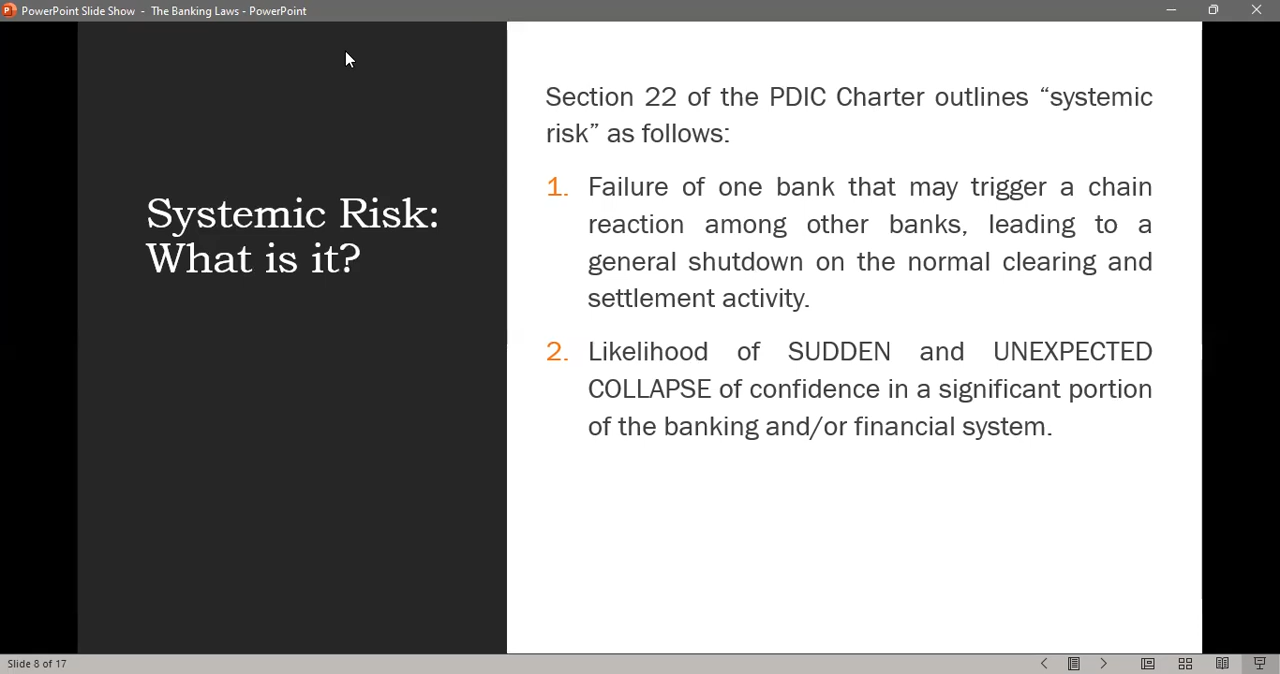 PowerPoint Slide Show - The Banking Laws - PowerPoint
Systemic Risk:
What is it?
Section 22 of the PDIC Charter outlines “systemic
risk” as follows:
1. Failure of one bank that may trigger a chain
reaction among other banks, leading to a
general shutdown on the normal clearing and
settlement activity.
2. Likelihood of SUDDEN and UNEXPECTED
COLLAPSE of confidence in a significant portion
of the banking and/or financial system.
Slide 8 of 17